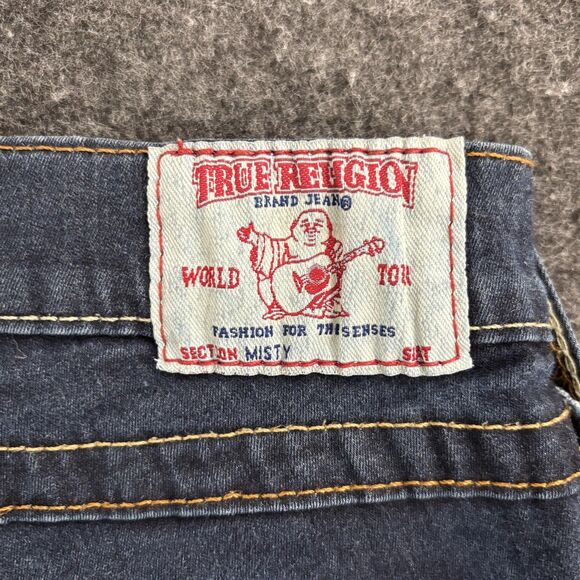 TRUE RELIGION
BRAND JEANS®
WORLD TOUR
FASHION FOR THE SENSES
SECTION MISTY SEAT